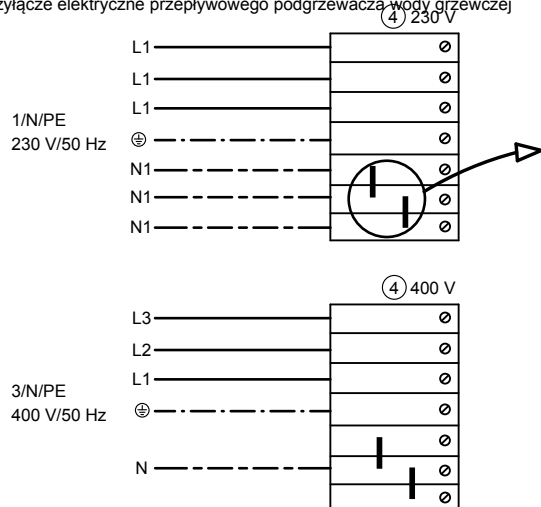 yłącze elektryczne przepływowego podgrzewacza wody grzewczej
4 230 V
L1
L1
L1
1/N/PE
230 V/50 Hz
N1
N1
N1
4 400 V
L3
L2
L1
3/N/PE
400 V/50 Hz
N